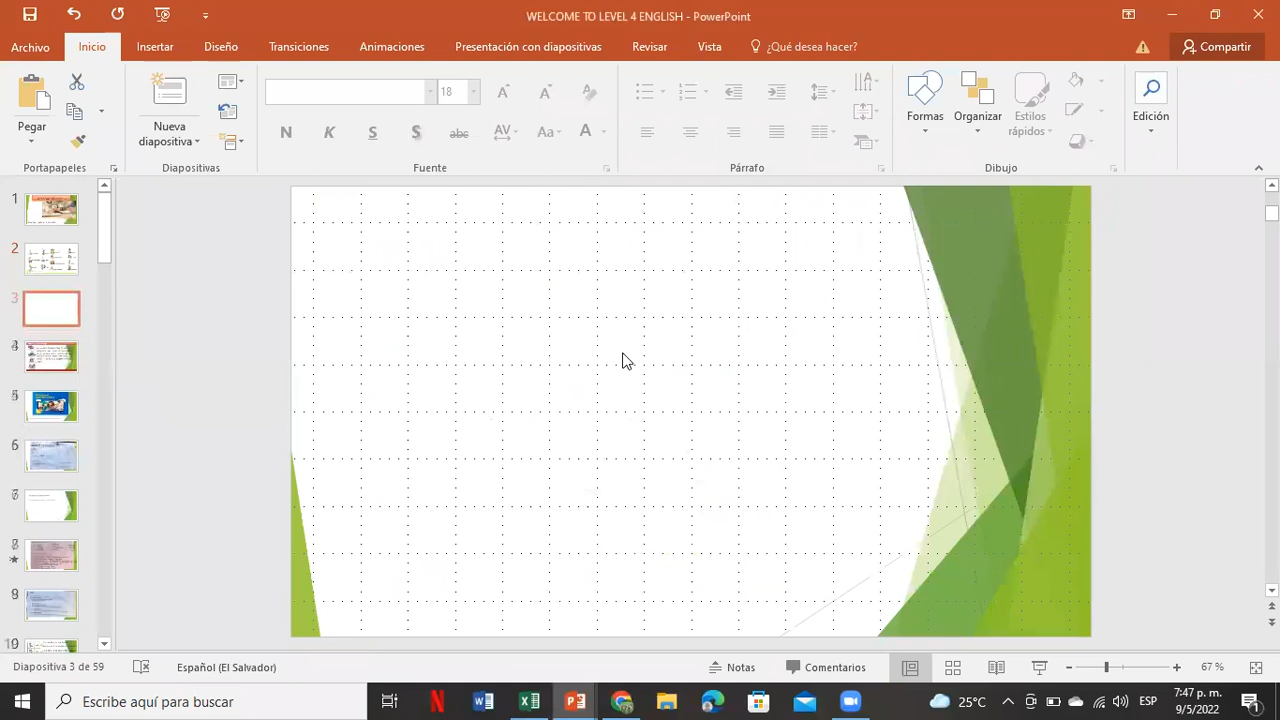 WELCOME TO LEVEL 4 ENGLISH - PowerPoint
Archivo
Inicio
Insertar
Diseño
Transiciones
Animaciones
Presentación con diapositivas
Revisar
Vista
¿Qué desea hacer?
Compartir
Pegar
Nueva
diapositiva
18
N K S S abc AV Aa A
Formas
Organizar
Estilos
rápidos
Edición
Portapapeles
Diapositivas
Fuente
Párrafo
Dibujo
1
2
3
4
5
6
7
8
9
10
Diapositiva 3 de 59
Español (El Salvador)
Notas
Comentarios
67 %
Escribe aquí para buscar
25°C
ESP
7:47 p. m.
9/5/2022
1